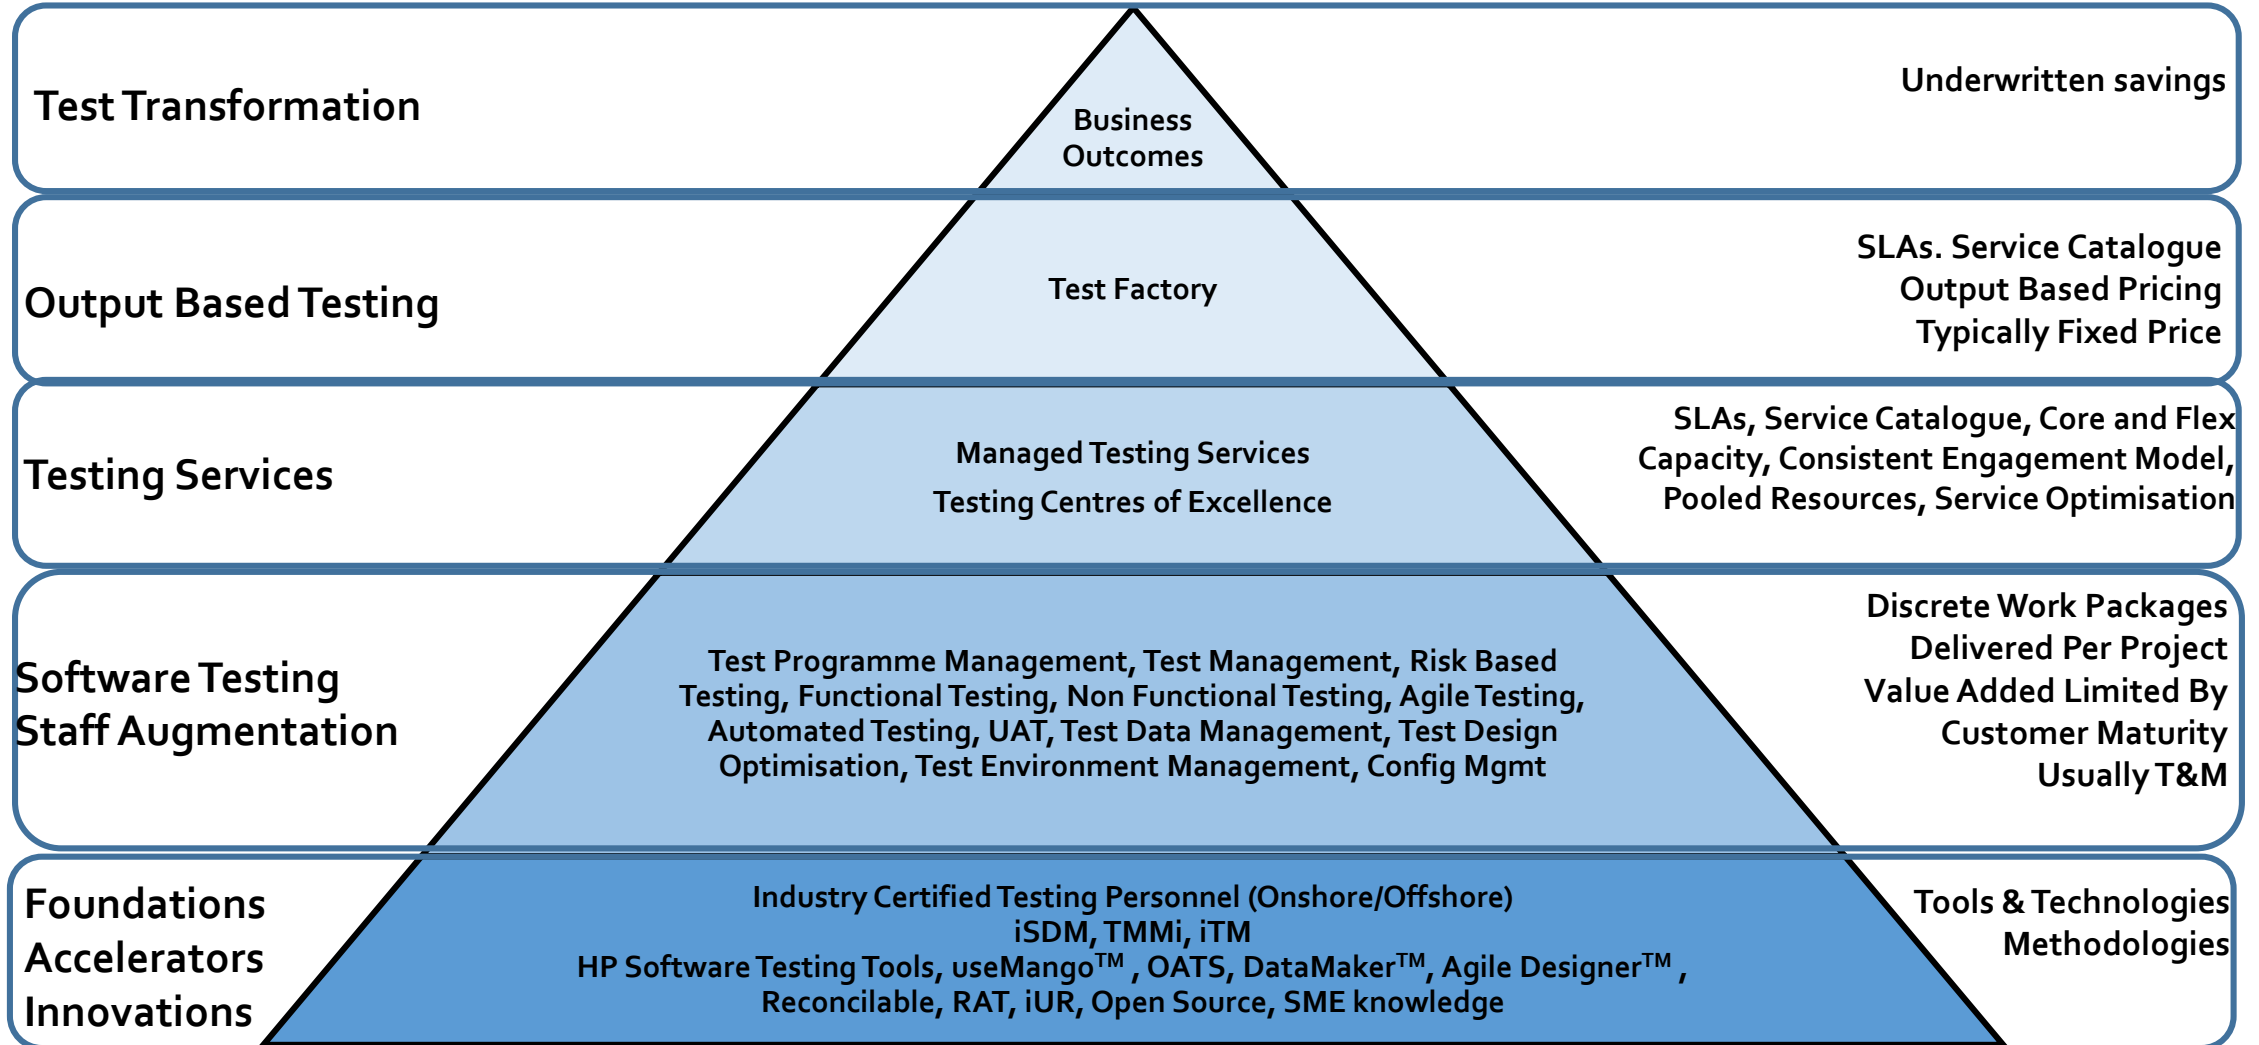 Test Transformation
Business
Outcomes
Underwritten savings
Output Based Testing
Test Factory
SLAs. Service Catalogue
Output Based Pricing
Typically Fixed Price
Testing Services
Managed Testing Services
Testing Centres of Excellence
SLAs, Service Catalogue, Core and Flex
Capacity, Consistent Engagement Model,
Pooled Resources, Service Optimisation
Software Testing
Staff Augmentation
Test Programme Management, Test Management, Risk Based
Testing, Functional Testing, Non Functional Testing, Agile Testing,
Automated Testing, UAT, Test Data Management, Test Design
Optimisation, Test Environment Management, Config Mgmt
Discrete Work Packages
Delivered Per Project
Value Added Limited By
Customer Maturity
Usually T&M
Foundations
Accelerators
Innovations
Industry Certified Testing Personnel (Onshore/Offshore)
iSDM, TMMi, iTM
HP Software Testing Tools, useMango™ , OATS, DataMaker™, Agile Designer™ ,
Reconcilable, RAT, iUR, Open Source, SME knowledge
Tools & Technologies
Methodologies